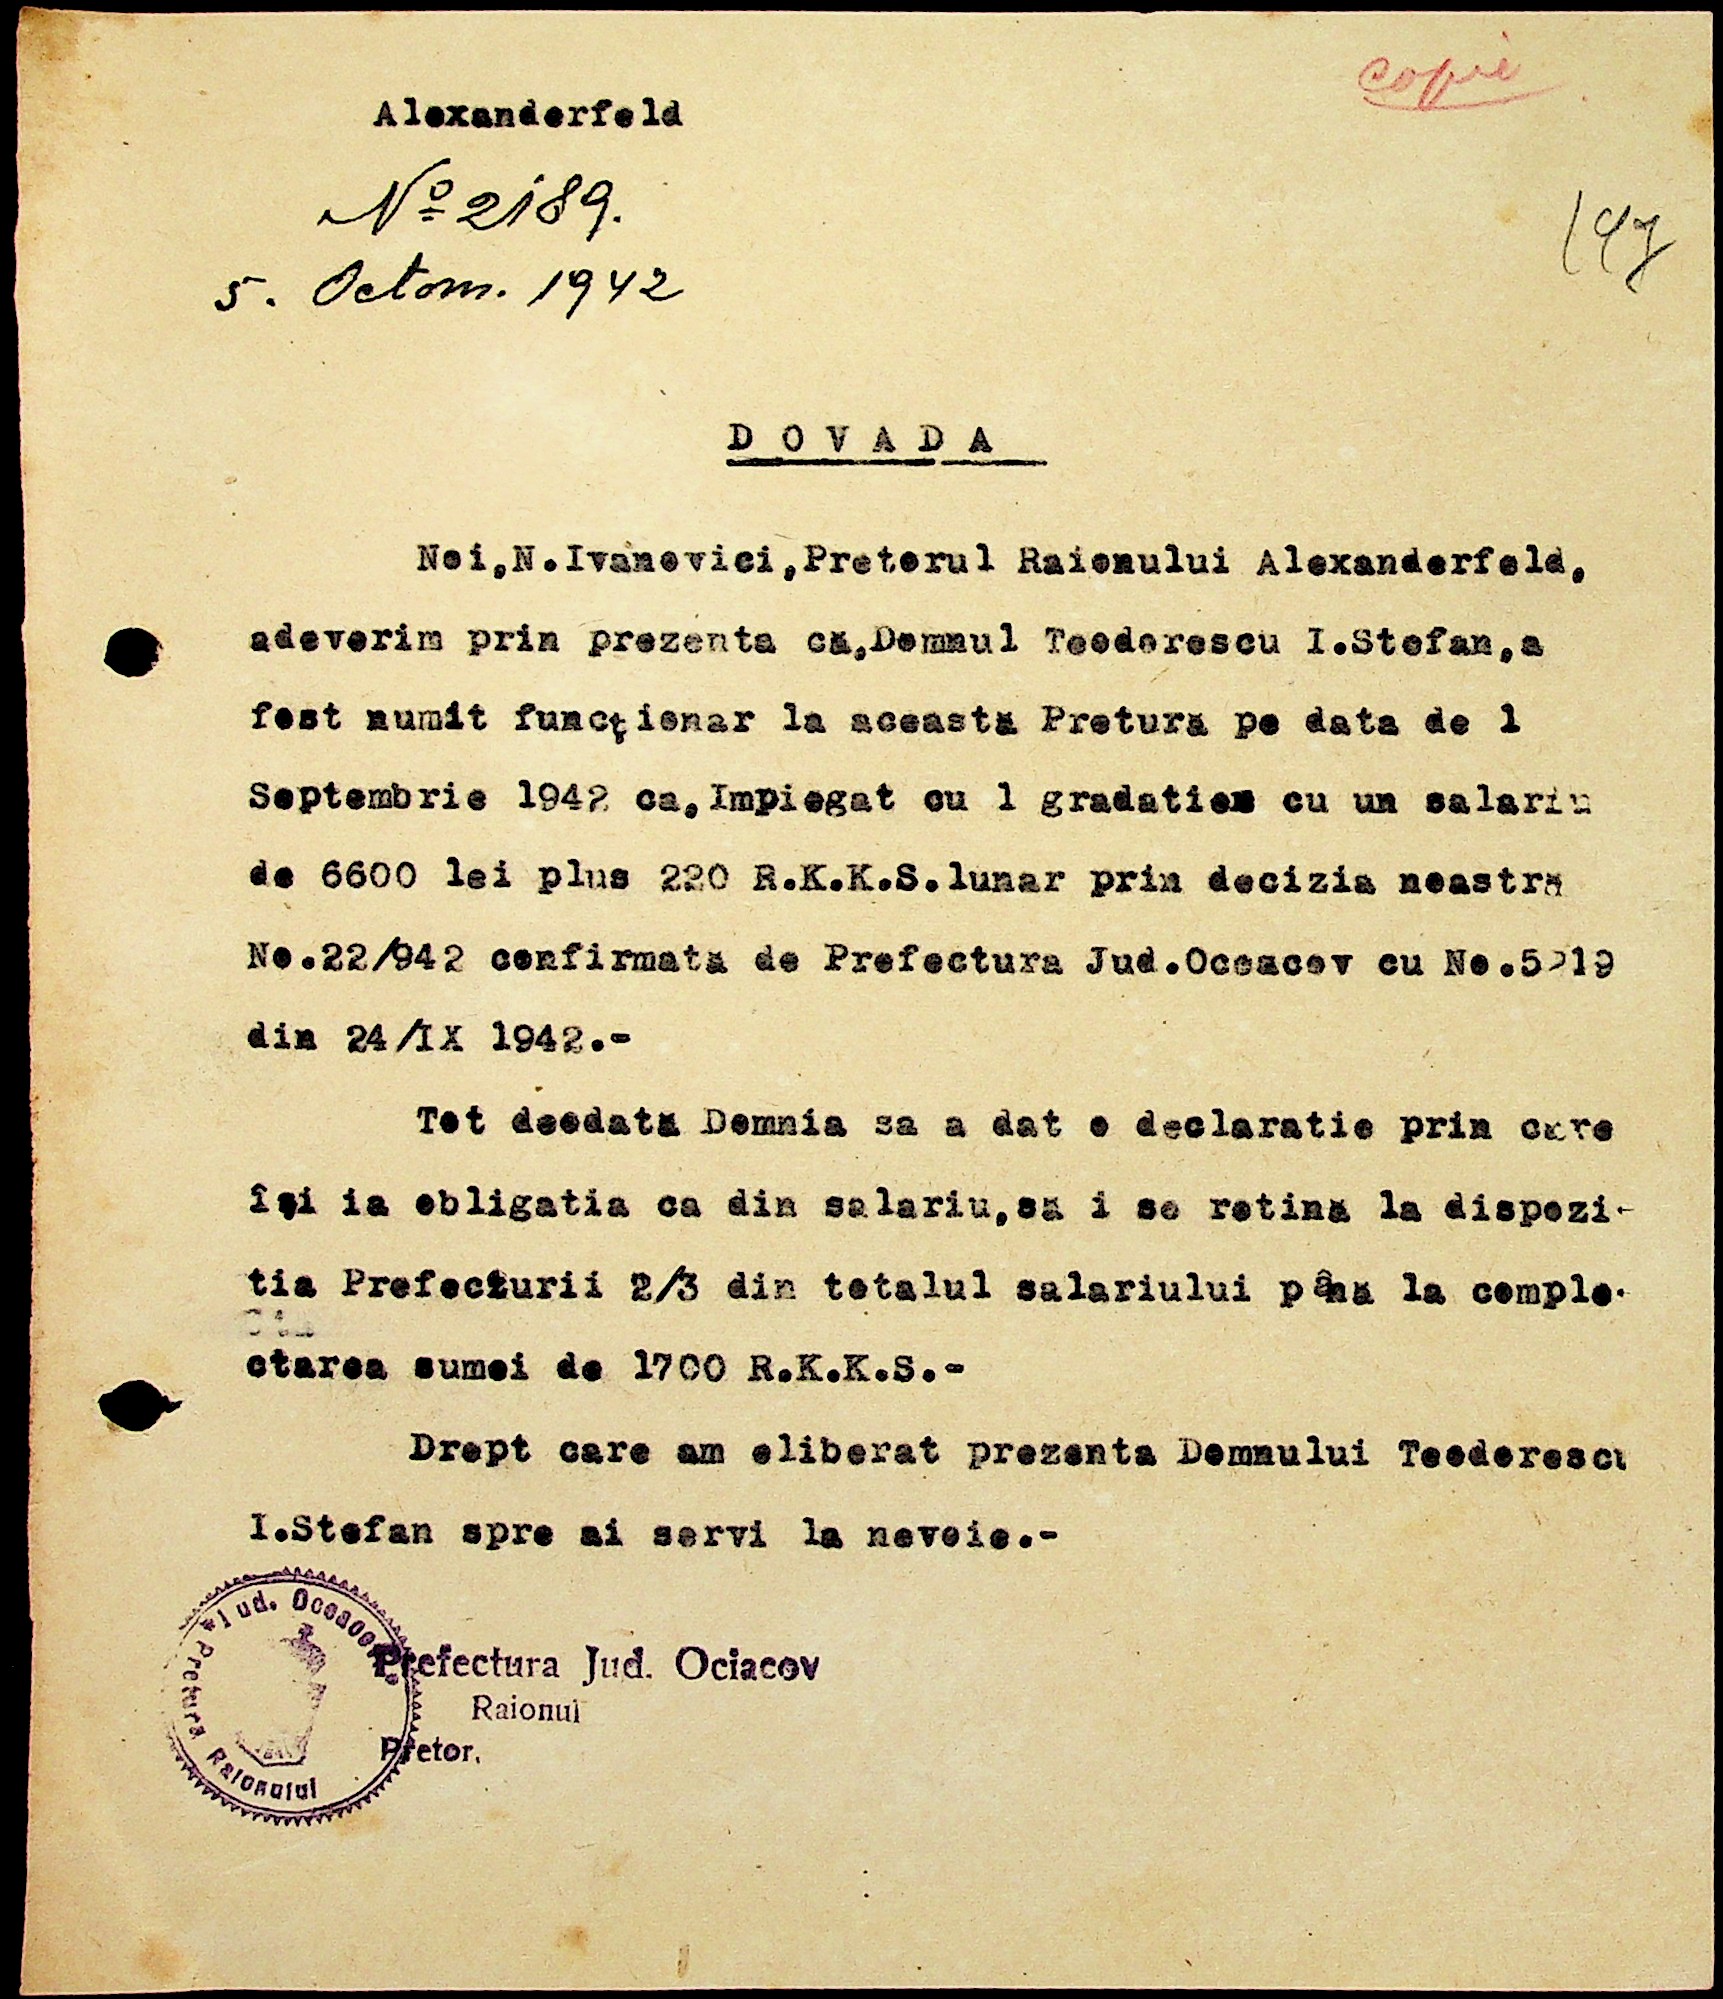 copie
Alexanderfeld
No 2189.
147
5. Octom. 1942
DOVADA
Noi,N.Ivanovici,Pretorul Raionului Alexanderfeld,
adeverim prin prezenta că,Domnul Teodorescu I.Stefan,a
fost numit funcţionar la această Pretură pe data de 1
Septembrie 1942 ca,Impiegat cu 1 gradatie cu un salariu
de 6600 lei plus 220 R.K.K.S.lunar prin decizia noastră
No.22/942 confirmată de Prefectura Jud.Oceacov cu No.5219
din 24/IX 1942.-
Tot deodată Domnia sa a dat o declaratie prin care
îşi ia obligatia ca din salariu,să i se retină la dispozi-
tia Prefecturii 2/3 din totalul salariului până la comple-
ctarea sumei de 1700 R.K.K.S.-
Drept care am eliberat prezenta Domnului Teodorescu
I.Stefan spre ai servi la nevoie.-
Jud. Oceacov
Pretura Raionului
Prefectura Jud. Ociacov
Raionul
Pretor,